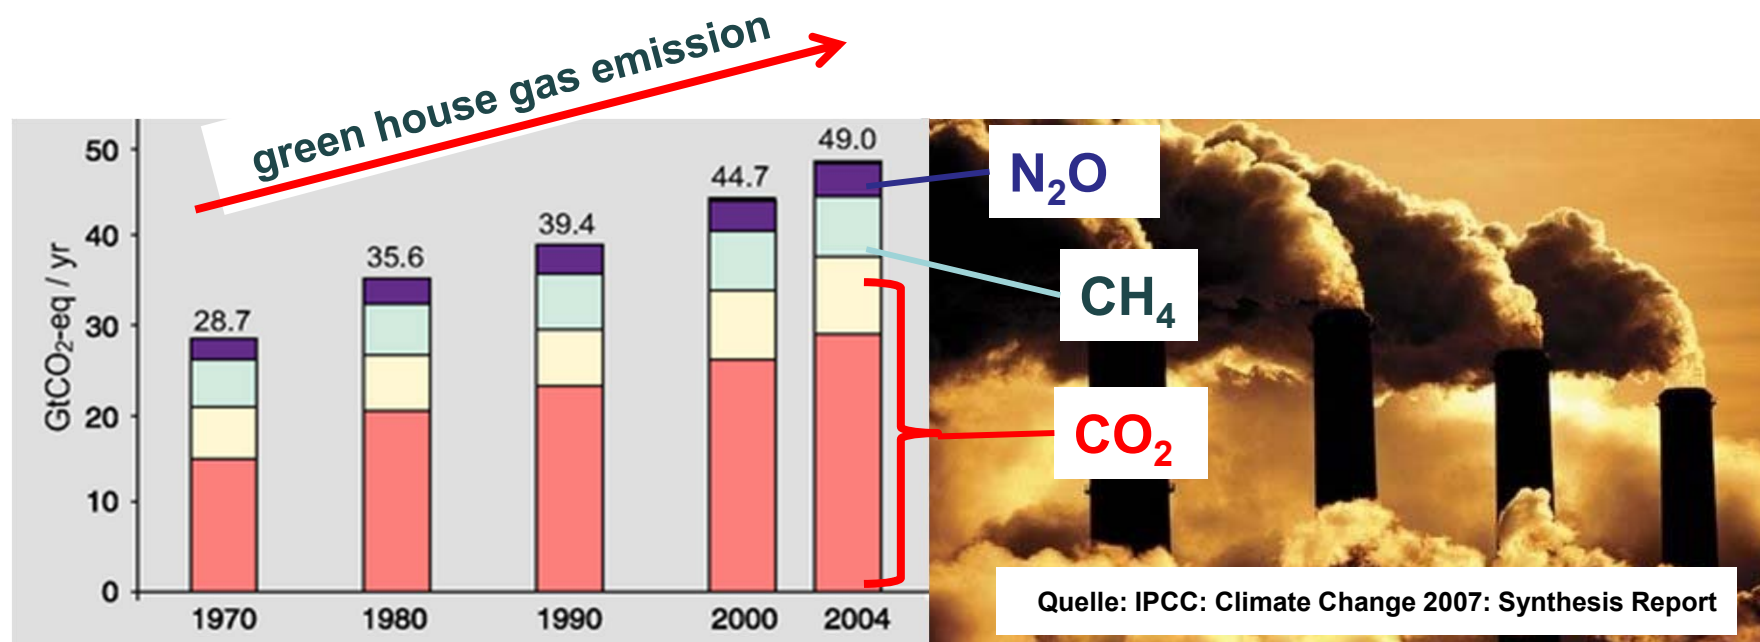 green house gas emission
GtCO₂-eq / yr
50
40
30
20
10
0
28.7
35.6
39.4
44.7
49.0
1970
1980
1990
2000
2004
N₂O
CH₄
CO₂
Quelle: IPCC: Climate Change 2007: Synthesis Report